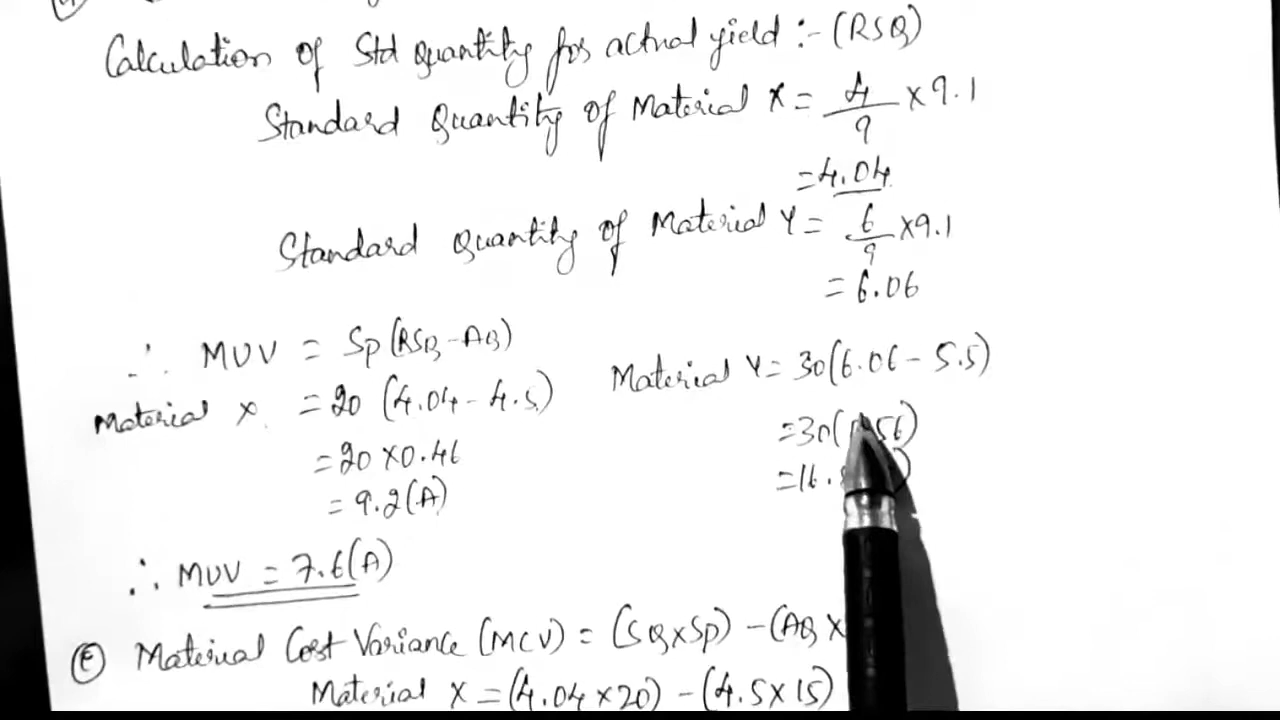 Calculation of Std Quantity for actual yield :- (RSQ)
Standard Quantity of Material X = 4/9 × 9.1
= 4.04
Standard Quantity of Material Y = 6/9 × 9.1
= 6.06
∴ MUV = SP(RSQ - AQ)
Material X = 20 (4.04 - 4.5)
= 20 × 0.46
= 9.2(A)
Material Y = 30(6.06 - 5.5)
= 30( 56)
= 16.
∴ MUV = 7.6(A)
(E) Material Cost Variance (MCV) = (SQ×SP) - (AQ ×
Material X = (4.04 × 20) - (4.5 × 15)